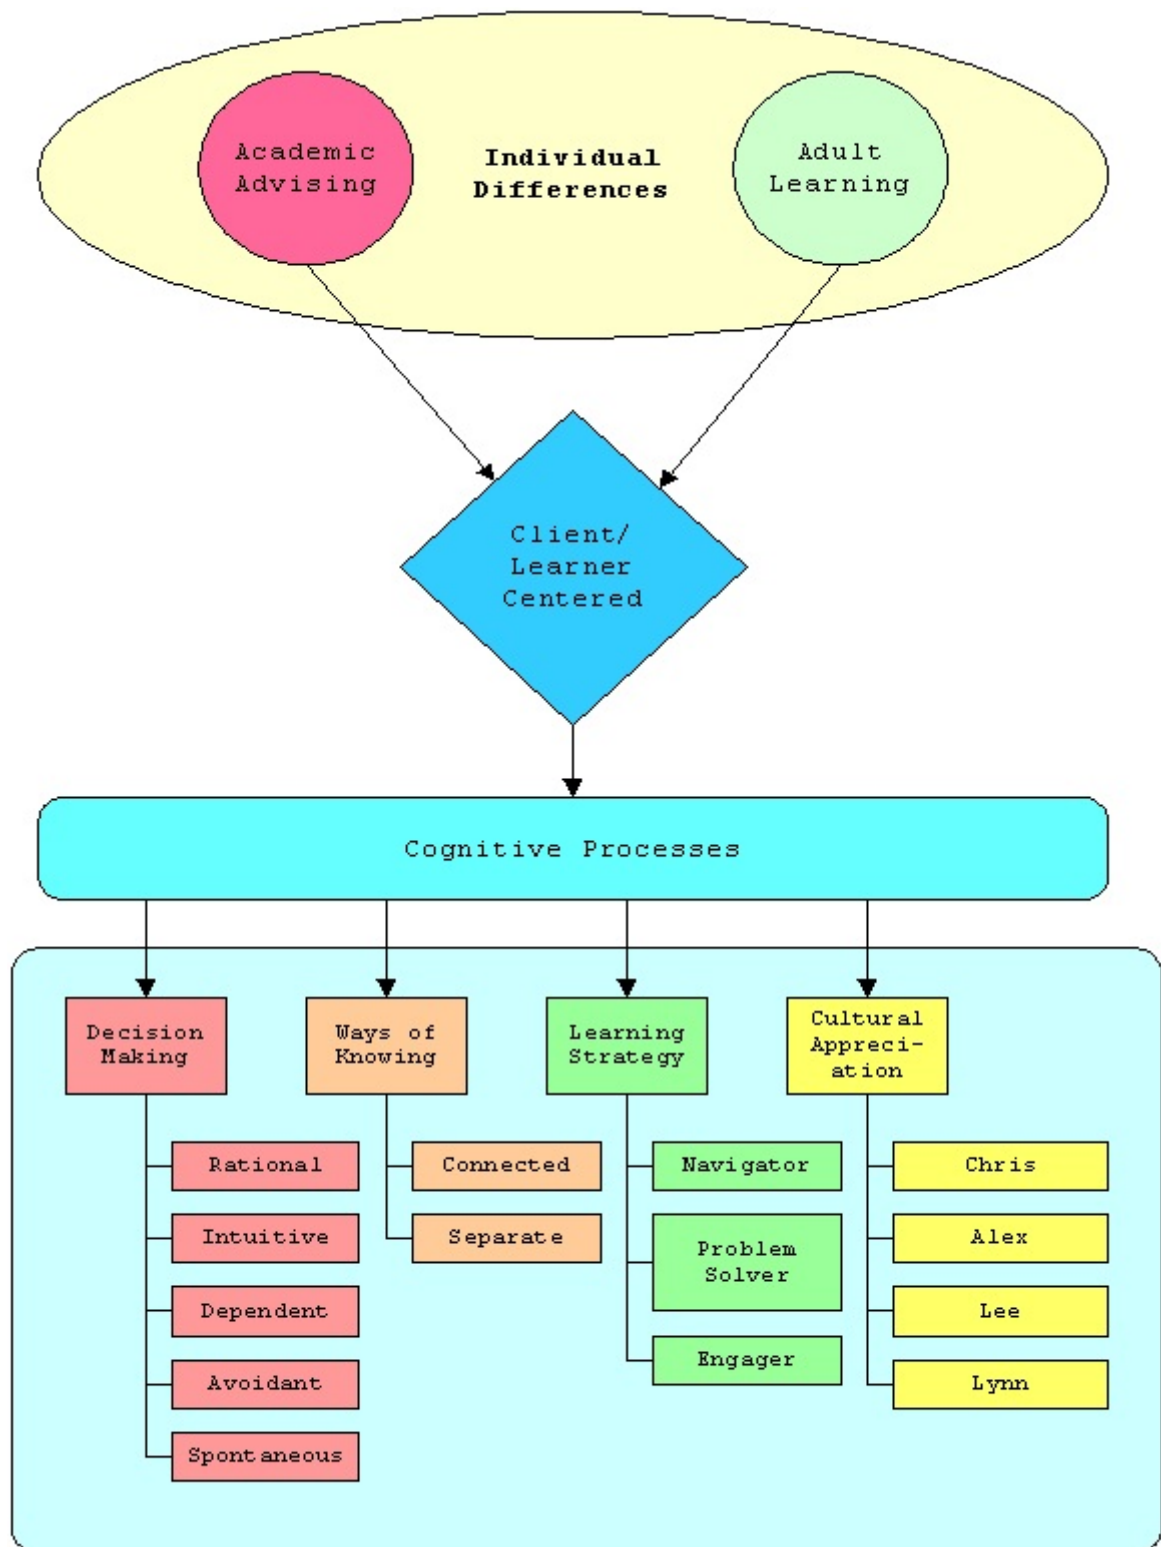 Academic
Advising
Individual
Differences
Adult
Learning
Client/
Learner
Centered
Cognitive Processes
Decision
Making
Rational
Intuitive
Dependent
Avoidant
Spontaneous
Ways of
Knowing
Connected
Separate
Learning
Strategy
Navigator
Problem
Solver
Engager
Cultural
Appreci-
ation
Chris
Alex
Lee
Lynn